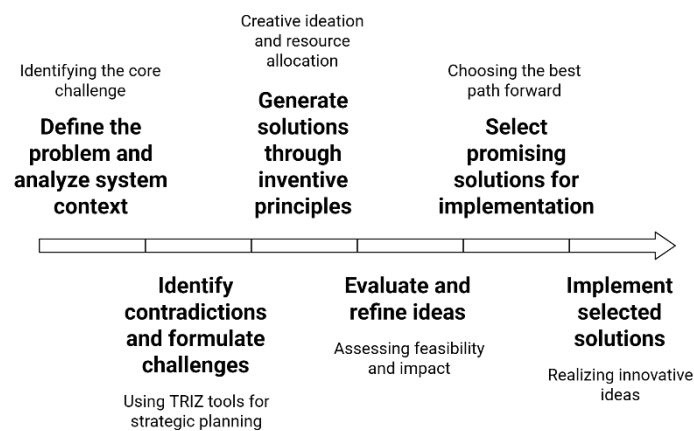 Identifying the core
challenge
Define the
problem and
analyze system
context
Identify
contradictions
and formulate
challenges
Using TRIZ tools for
strategic planning
Creative ideation
and resource
allocation
Generate
solutions
through
inventive
principles
Evaluate and
refine ideas
Assessing feasibility
and impact
Choosing the best
path forward
Select
promising
solutions for
implementation
Implement
selected
solutions
Realizing innovative
ideas